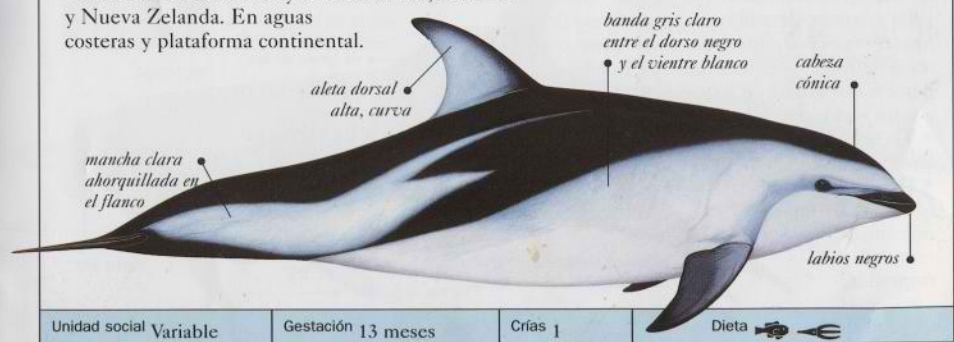 y Nueva Zelanda. En aguas
costeras y plataforma continental.
aleta dorsal
alta, curva
banda gris claro
entre el dorso negro
y el vientre blanco
cabeza
cónica
mancha clara
ahorquillada en
el flanco
labios negros
Unidad social Variable
Gestación 13 meses
Crías 1
Dieta